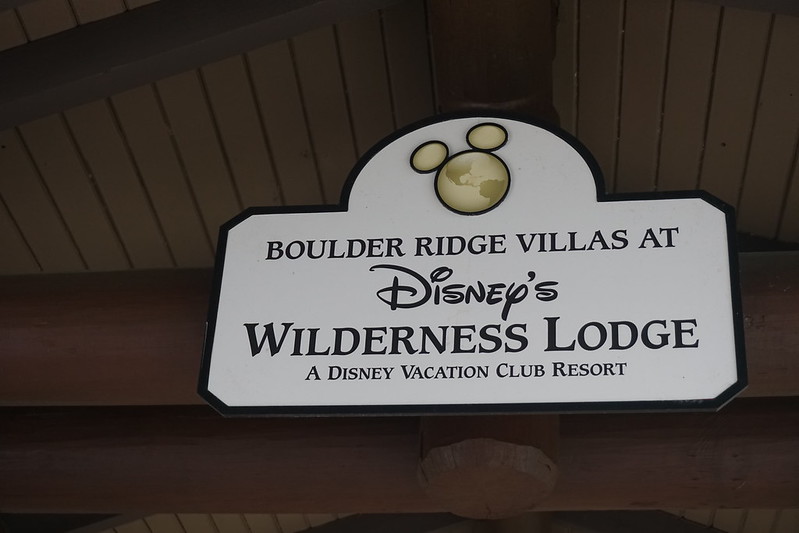 BOULDER RIDGE VILLAS AT
Disney's
WILDERNESS LODGE
A DISNEY VACATION CLUB RESORT